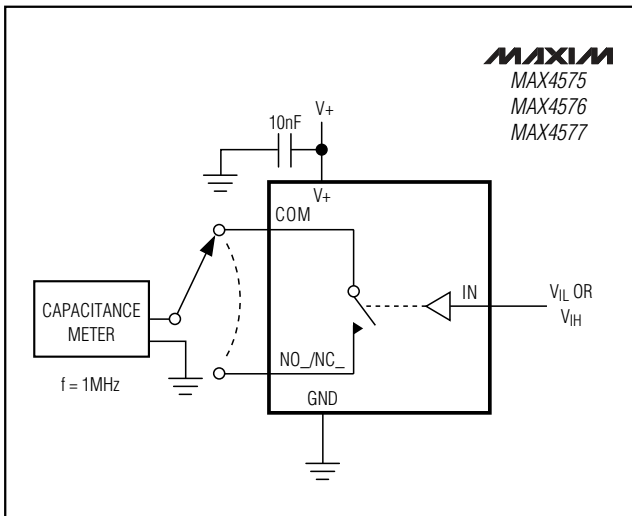 MAXIM
MAX4575
MAX4576
MAX4577
V+
10nF
V+
COM
IN
VIL OR
VIH
CAPACITANCE
METER
NO_/NC_
f = 1MHz
GND